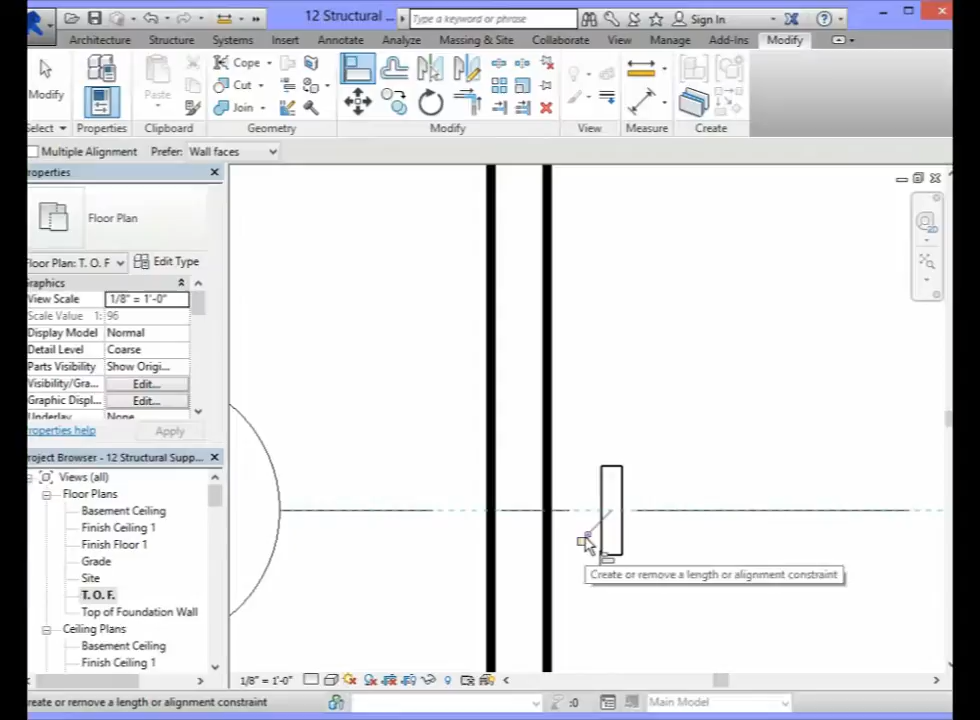 12 Structural ...
Type a keyword or phrase
Sign In
Architecture Structure Systems Insert Annotate Analyze Massing & Site Collaborate View Manage Add-Ins Modify
Modify
Paste
Cope
Cut
Join
Select Properties Clipboard Geometry Modify View Measure Create
Multiple Alignment Prefer: Wall faces
roperties
Floor Plan
Floor Plan: T. O. F
Edit Type
Graphics
View Scale 1/8" = 1'-0"
Scale Value 1: 96
Display Model Normal
Detail Level Coarse
Parts Visibility Show Origi...
Visibility/Gra... Edit...
Graphic Displ... Edit...
Underlay None
roperties help Apply
roject Browser - 12 Structural Supp...
Views (all)
Floor Plans
Basement Ceiling
Finish Ceiling 1
Finish Floor 1
Grade
Site
T. O. F.
Top of Foundation Wall
Ceiling Plans
Basement Ceiling
Finish Ceiling 1
2D
Create or remove a length or alignment constraint
1/8" = 1'-0"
reate or remove a length or alignment constraint
:0
Main Model